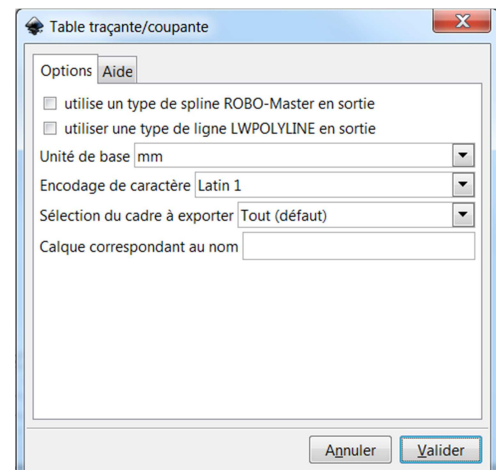 Table traçante/coupante
Options Aide
utilise un type de spline ROBO-Master en sortie
utiliser une type de ligne LWPOLYLINE en sortie
Unité de base mm
Encodage de caractère Latin 1
Sélection du cadre à exporter Tout (défaut)
Calque correspondant au nom
Annuler Valider